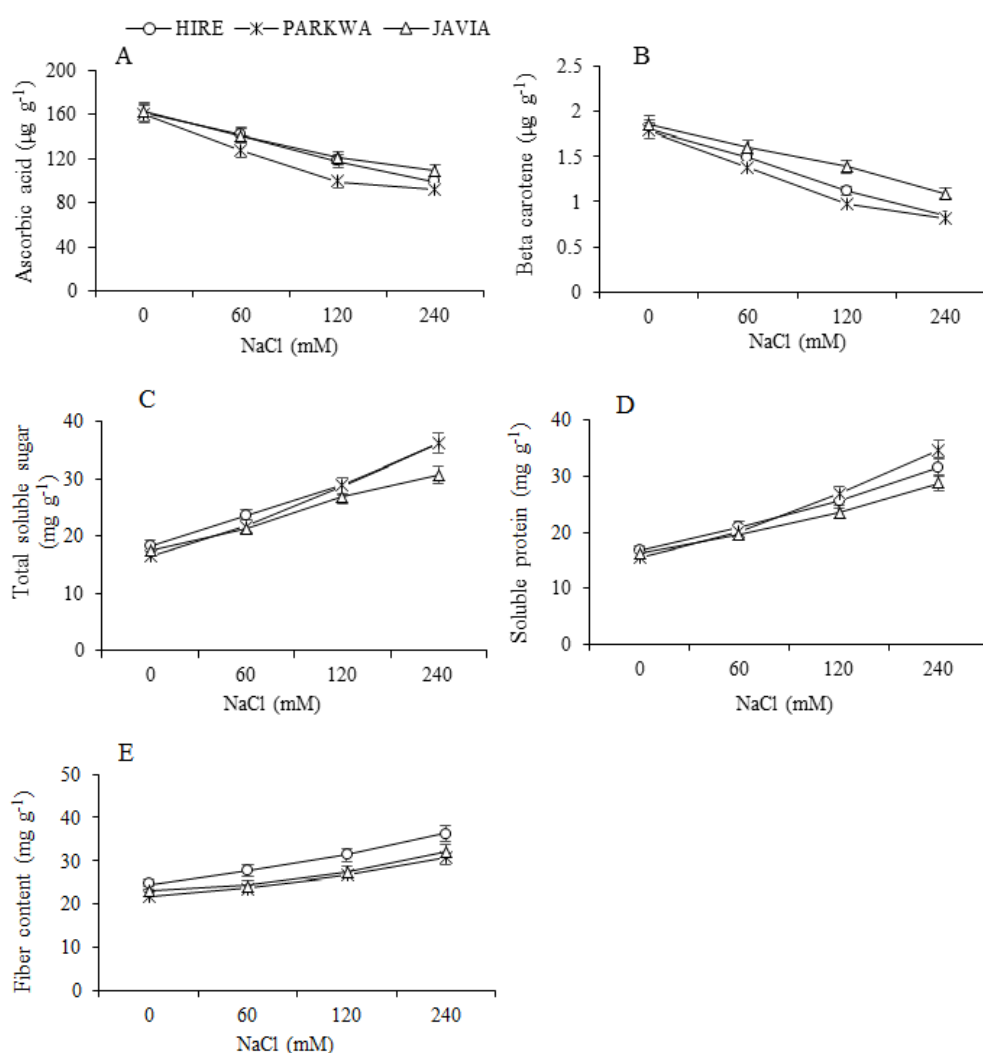 HIRE PARKWA JAVIA
A
Ascorbic acid (µg g-1)
200
160
120
80
40
0
0 60 120 240
NaCl (mM)
B
Beta carotene (µg g-1)
2.5
2
1.5
1
0.5
0
0 60 120 240
NaCl (mM)
C
Total soluble sugar
(mg g-1)
40
30
20
10
0
0 60 120 240
NaCl (mM)
D
Soluble protein (mg g-1)
40
30
20
10
0
0 60 120 240
NaCl (mM)
E
Fiber content (mg g-1)
50
40
30
20
10
0
0 60 120 240
NaCl (mM)